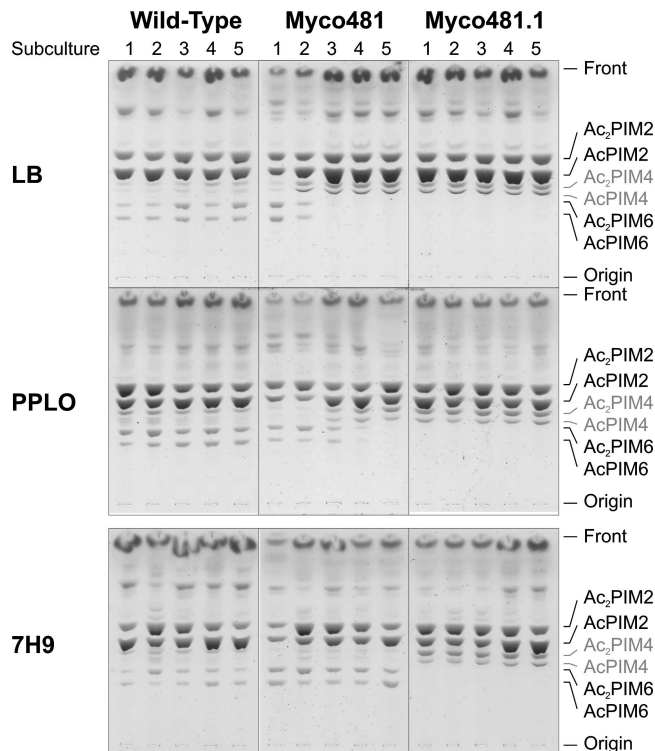 Wild-Type Myco481 Myco481.1
Subculture 1 2 3 4 5 1 2 3 4 5 1 2 3 4 5
LB
Front
Ac₂PIM2
AcPIM2
Ac₂PIM4
AcPIM4
Ac₂PIM6
AcPIM6
Origin
PPLO
Front
Ac₂PIM2
AcPIM2
Ac₂PIM4
AcPIM4
Ac₂PIM6
AcPIM6
Origin
7H9
Front
Ac₂PIM2
AcPIM2
Ac₂PIM4
AcPIM4
Ac₂PIM6
AcPIM6
Origin